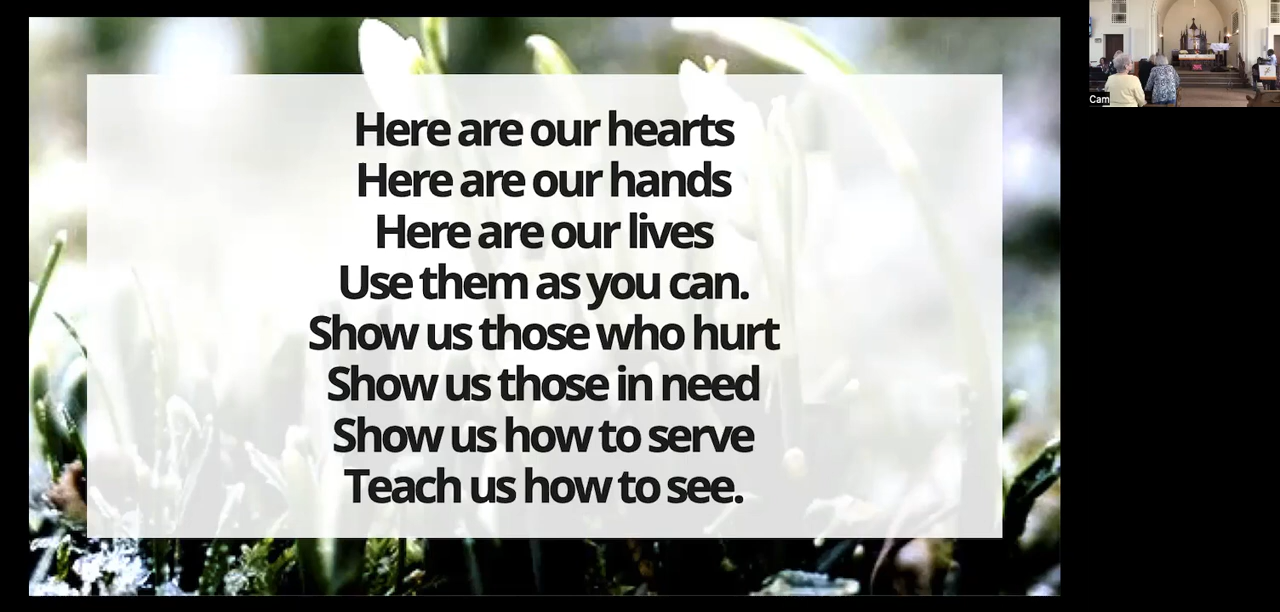 Here are our hearts
Here are our hands
Here are our lives
Use them as you can.
Show us those who hurt
Show us those in need
Show us how to serve
Teach us how to see.
Cam